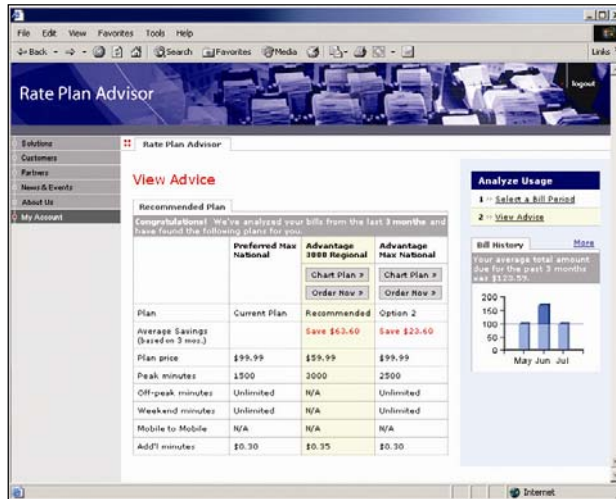 File Edit View Favorites Tools Help
Back Search Favorites Media Links
Rate Plan Advisor
logout
Solutions
Customers
Partners
News & Events
About Us
My Account
Rate Plan Advisor
View Advice
Recommended Plan
Congratulations! We've analyzed your bills from the last 3 months and
have found the following plans for you.
Preferred Max National Advantage 3000 Regional Advantage Max National
Chart Plan » Chart Plan »
Order Now » Order Now »
Plan Current Plan Recommended Option 2
Average Savings (based on 3 mos.) Save $63.60 Save $23.60
Plan price $99.99 $59.99 $99.99
Peak minutes 1500 3000 2500
Off-peak minutes Unlimited N/A Unlimited
Weekend minutes Unlimited N/A Unlimited
Mobile to Mobile N/A N/A N/A
Add'l minutes $0.30 $0.35 $0.30
Analyze Usage
1 » Select a Bill Period
2 » View Advice
Bill History More
Your average total amount
due for the past 3 months
was $123.59.
200
150
100
50
0
May Jun Jul
Internet